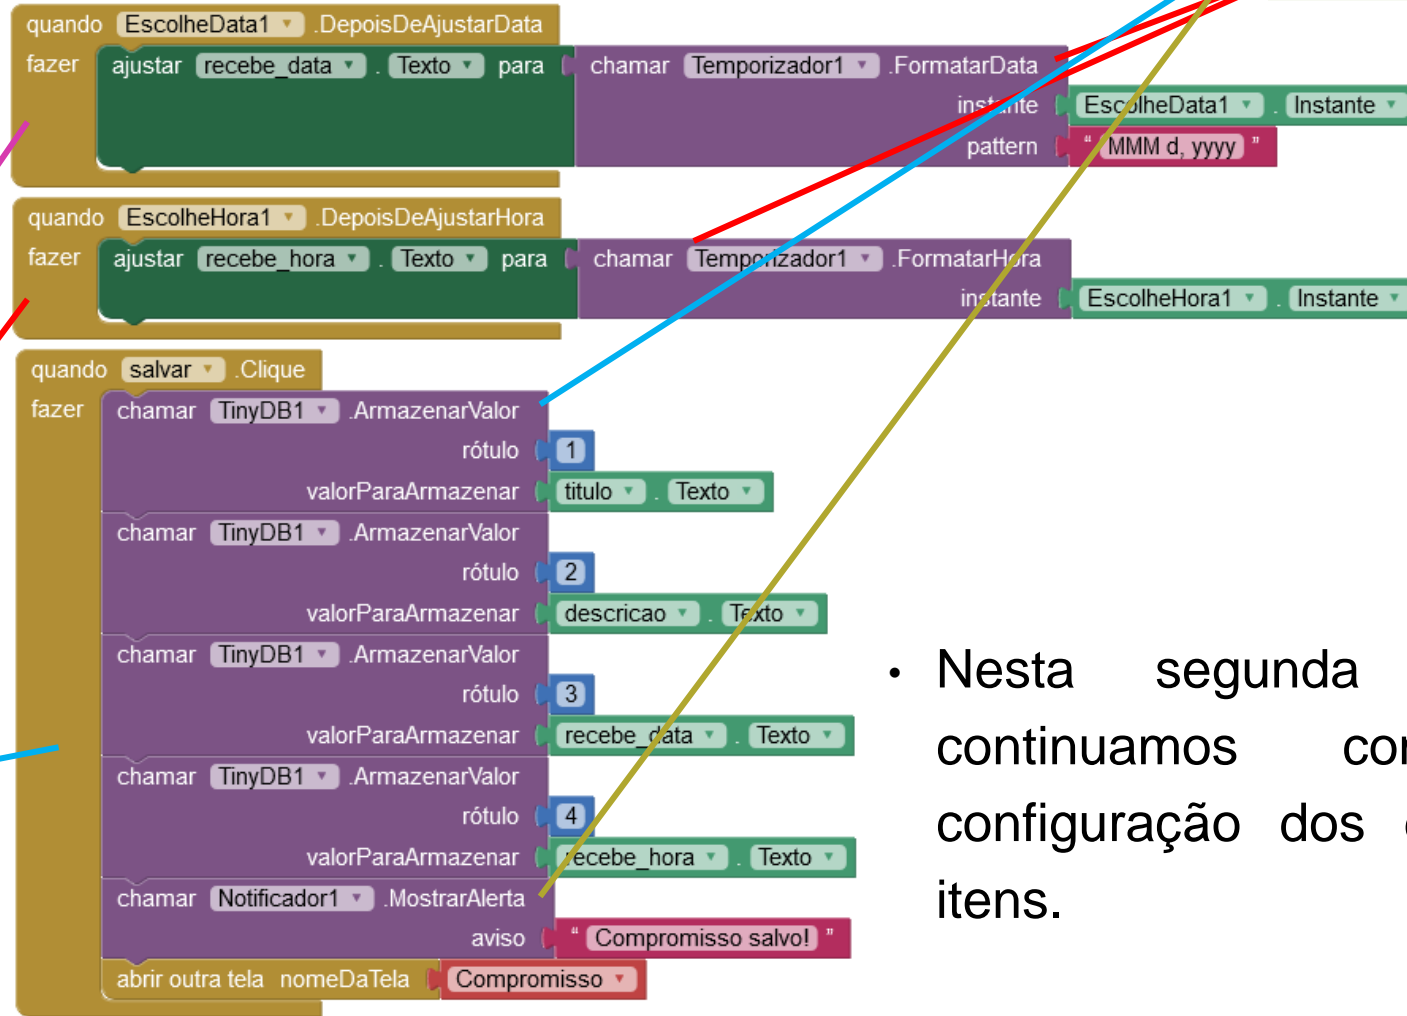 quando EscolheData1 .DepoisDeAjustarData
fazer ajustar recebe_data . Texto para chamar Temporizador1 .FormatarData
instante EscolheData1 . Instante
pattern " MMM d, yyyy "
quando EscolheHora1 .DepoisDeAjustarHora
fazer ajustar recebe_hora . Texto para chamar Temporizador1 .FormatarHora
instante EscolheHora1 . Instante
quando salvar .Clique
fazer chamar TinyDB1 .ArmazenarValor
rótulo 1
valorParaArmazenar titulo . Texto
chamar TinyDB1 .ArmazenarValor
rótulo 2
valorParaArmazenar descricao . Texto
chamar TinyDB1 .ArmazenarValor
rótulo 3
valorParaArmazenar recebe_data . Texto
chamar TinyDB1 .ArmazenarValor
rótulo 4
valorParaArmazenar recebe_hora . Texto
chamar Notificador1 .MostrarAlerta
aviso " Compromisso salvo! "
abrir outra tela nomeDaTela Compromisso
• Nesta segunda
continuamos
configuração dos
itens.